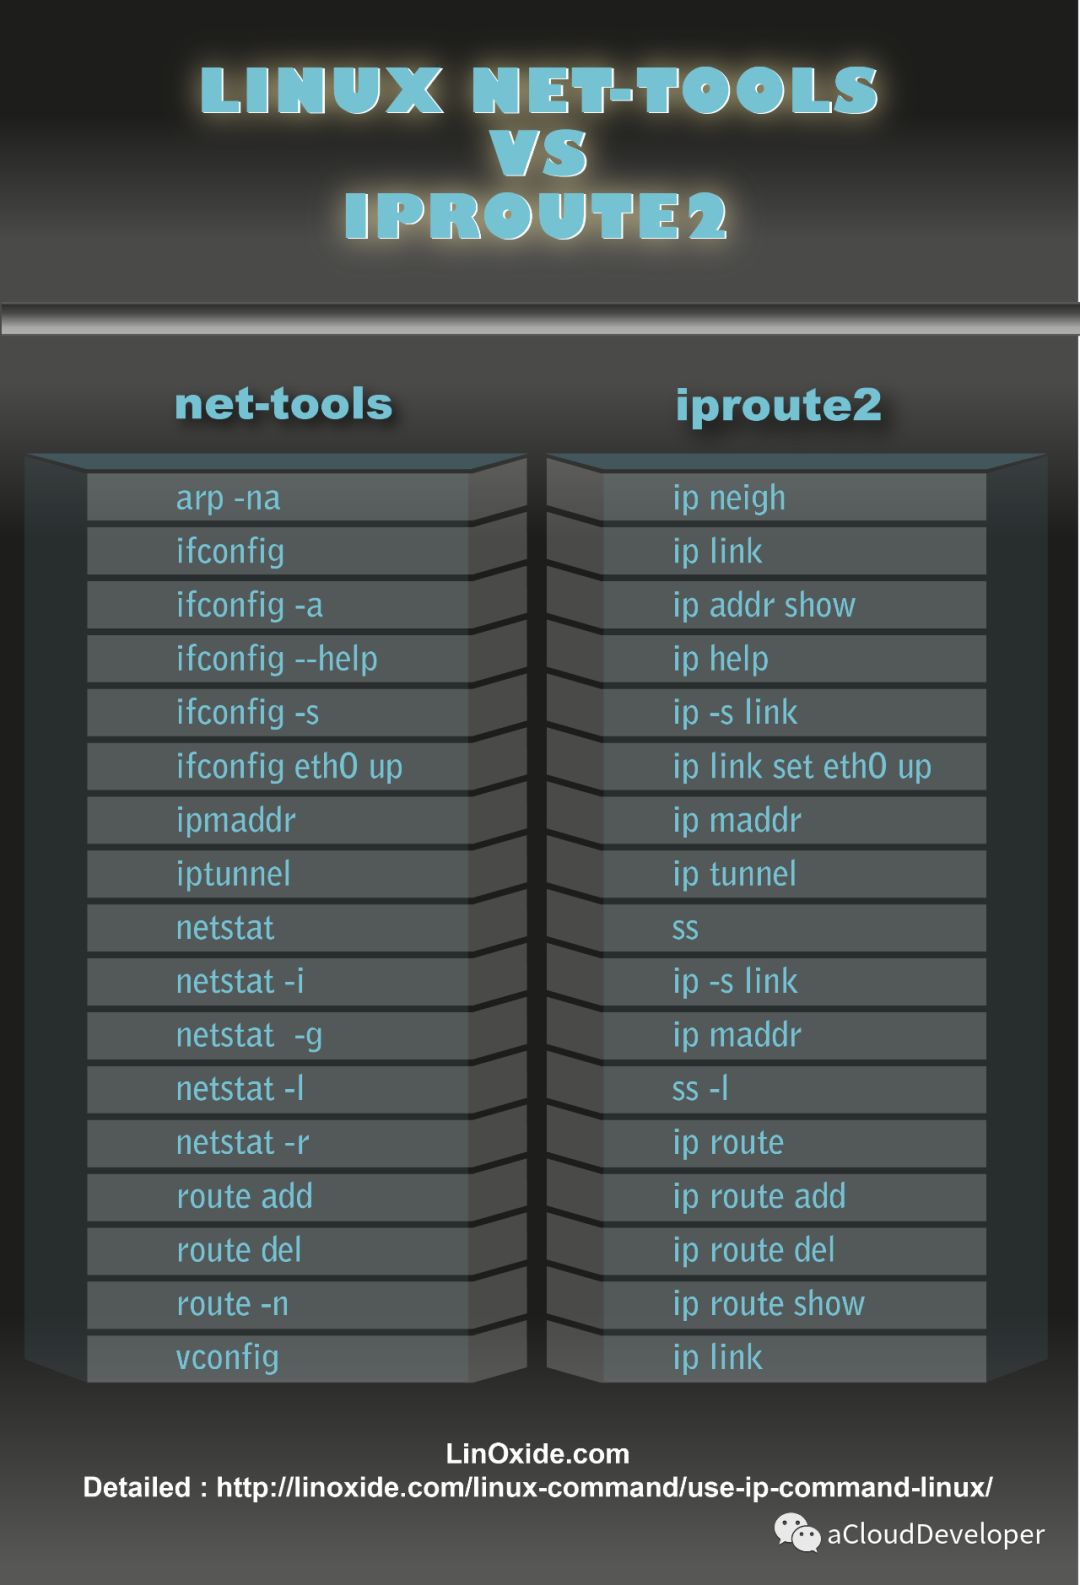 LINUX NET-TOOLS
VS
IPROUTE2
net-tools iproute2
arp -na ip neigh
ifconfig ip link
ifconfig -a ip addr show
ifconfig --help ip help
ifconfig -s ip -s link
ifconfig eth0 up ip link set eth0 up
ipmaddr ip maddr
iptunnel ip tunnel
netstat ss
netstat -i ip -s link
netstat  -g ip maddr
netstat -l ss -l
netstat -r ip route
route add ip route add
route del ip route del
route -n ip route show
vconfig ip link
LinOxide.com
Detailed : http://linoxide.com/linux-command/use-ip-command-linux/
aCloudDeveloper